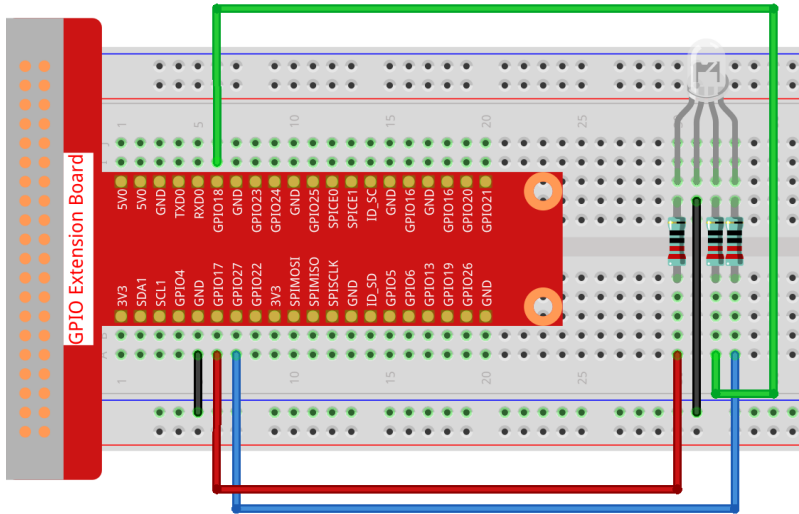 GPIO Extension Board
1
5
10
15
20
25
J
5V0
5V0
GND
TXD0
RXD0
GPIO18
GND
GPIO23
GPIO24
GND
GPIO25
SPICE0
SPICE1
ID_SC
GND
GPIO16
GND
GPIO16
GPIO20
GPIO21
3V3
SDA1
SCL1
GPIO4
GND
GPIO17
GPIO27
GPIO22
3V3
SPIMOSI
SPIMISO
SPISCLK
GND
ID_SD
GPIO5
GPIO6
GPIO13
GPIO19
GPIO26
GND
B
A
1
10
15
20
25